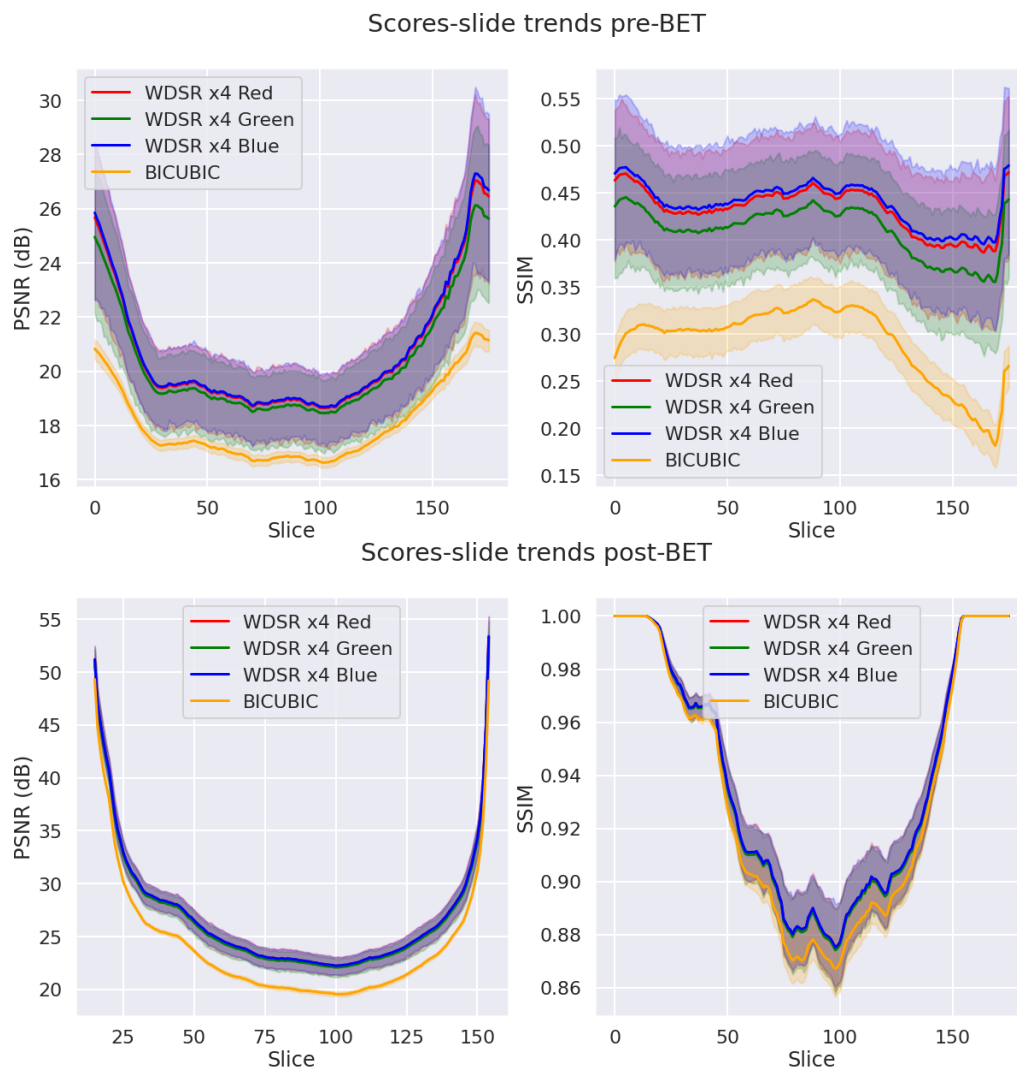 Scores-slide trends pre-BET
PSNR (dB)
30
28
26
24
22
20
18
16
0
50
100
150
Slice
WDSR x4 Red
WDSR x4 Green
WDSR x4 Blue
BICUBIC
SSIM
0.55
0.50
0.45
0.40
0.35
0.30
0.25
0.20
0.15
0
50
100
150
Slice
WDSR x4 Red
WDSR x4 Green
WDSR x4 Blue
BICUBIC
Scores-slide trends post-BET
PSNR (dB)
55
50
45
40
35
30
25
20
25
50
75
100
125
150
Slice
WDSR x4 Red
WDSR x4 Green
WDSR x4 Blue
BICUBIC
SSIM
1.00
0.98
0.96
0.94
0.92
0.90
0.88
0.86
0
50
100
150
Slice
WDSR x4 Red
WDSR x4 Green
WDSR x4 Blue
BICUBIC